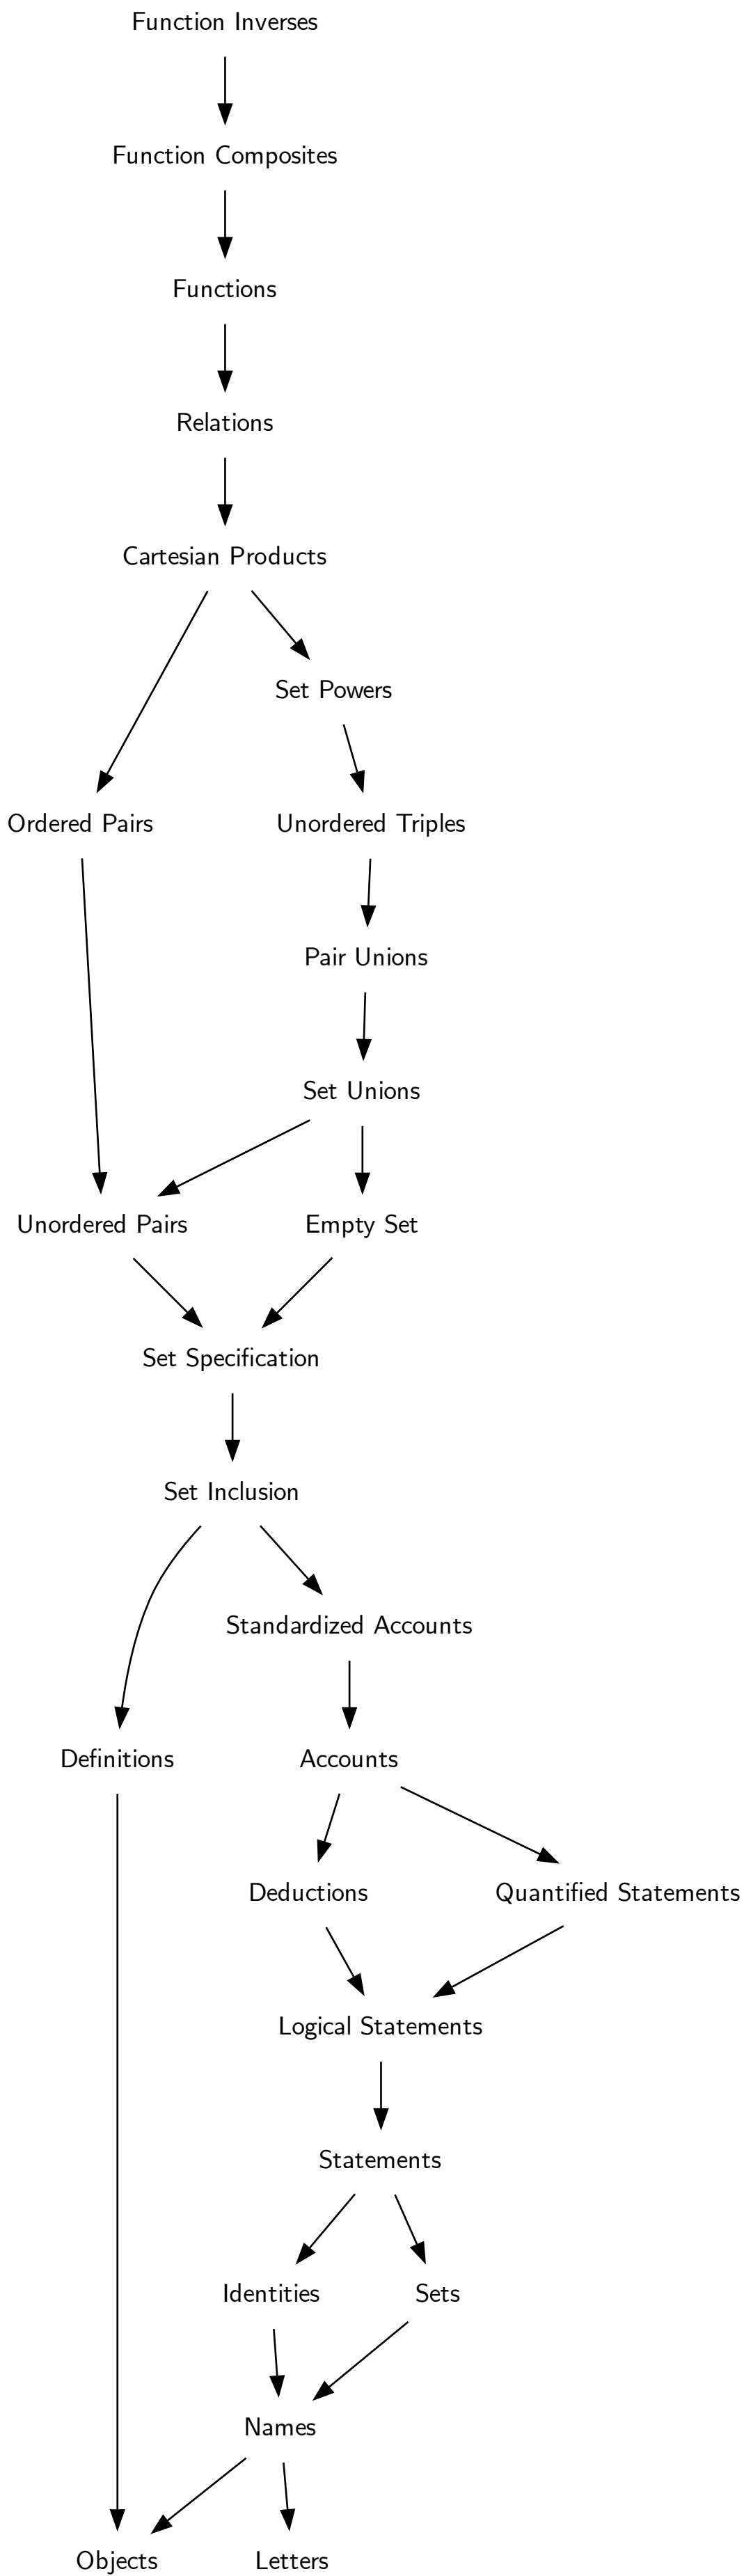 Function Inverses
Function Composites
Functions
Relations
Cartesian Products
Set Powers
Ordered Pairs
Unordered Triples
Pair Unions
Set Unions
Unordered Pairs
Empty Set
Set Specification
Set Inclusion
Standardized Accounts
Definitions
Accounts
Deductions
Quantified Statements
Logical Statements
Statements
Identities
Sets
Names
Objects
Letters